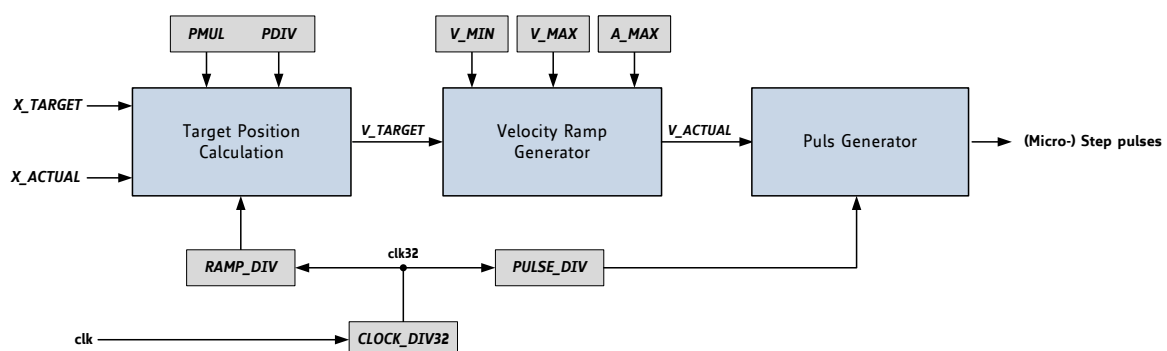 PMUL PDIV
V_MIN
V_MAX
A_MAX
X_TARGET
X_ACTUAL
Target Position
Calculation
V_TARGET
Velocity Ramp
Generator
V_ACTUAL
Puls Generator
(Micro-) Step pulses
RAMP_DIV
clk32
PULSE_DIV
clk
CLOCK_DIV32